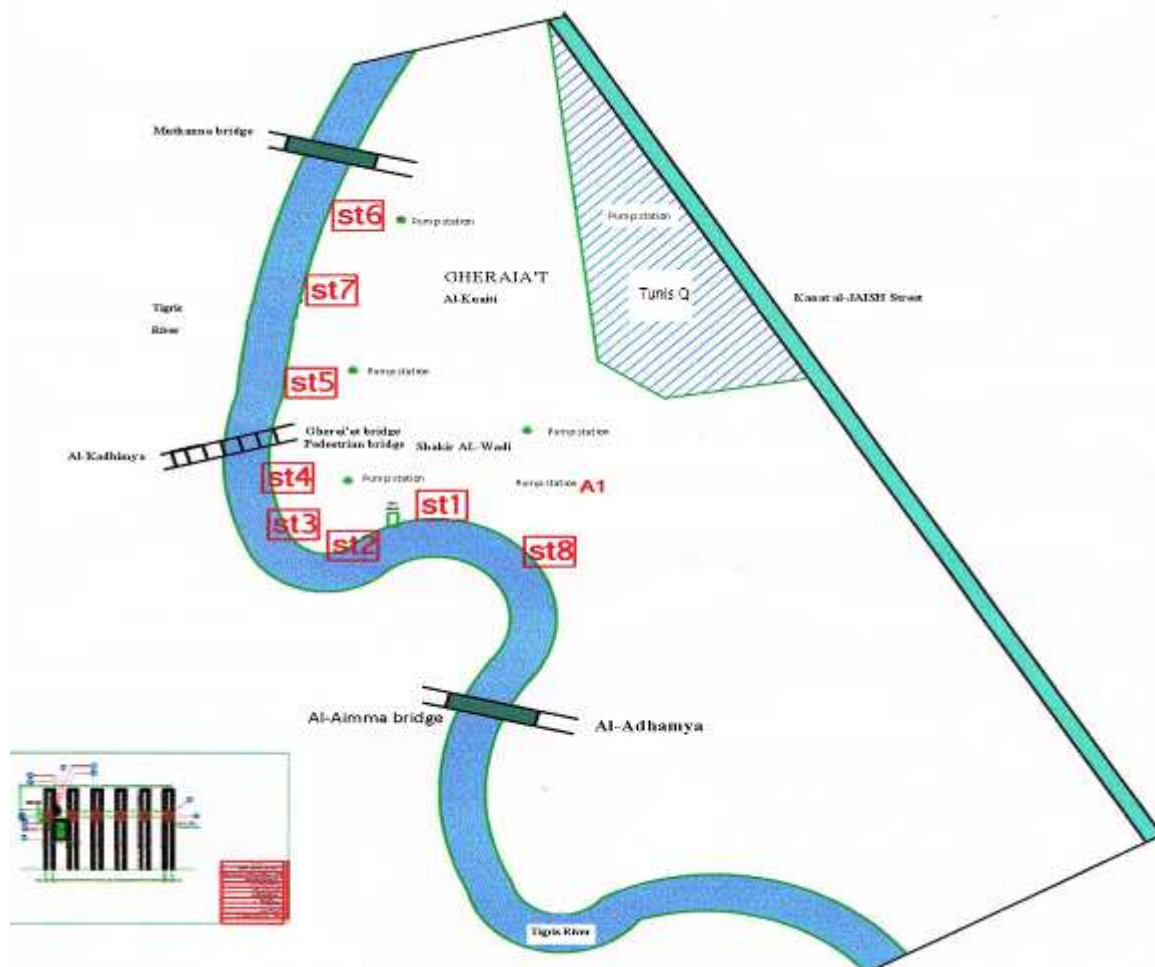 Muthanna bridge
st6
Pump station
Pump station
GHERAIA'T
Al-Kuaiti
st7
Tunis Q
Kanat al-JAISH Street
Tigris
River
st5
Pump station
Gherai'at bridge
Pedestrian bridge
Shakir AL-Wadi
Pump station
Al-Kadhimya
st4
Pump station
Pump station A1
st1
st3
st2
st8
Al-Aimma bridge
Al-Adhamya
Tigris River